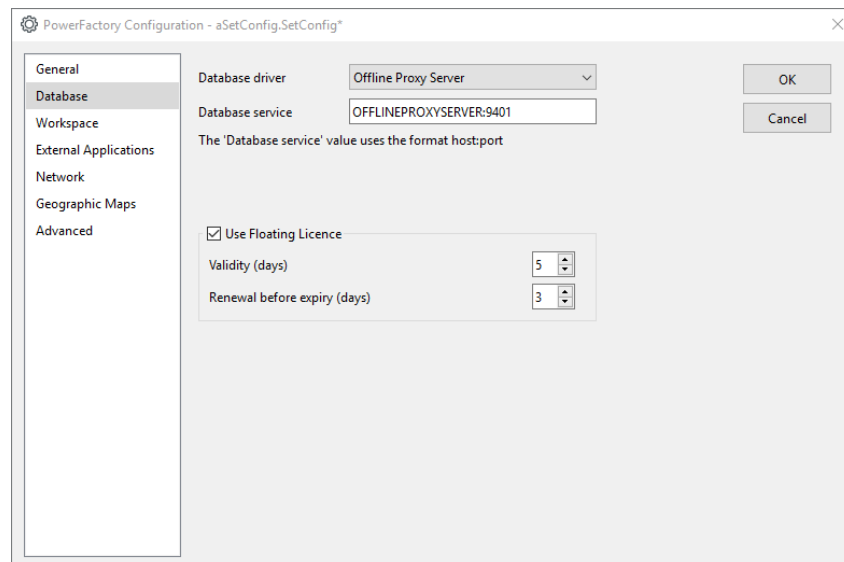 PowerFactory Configuration - aSetConfig.SetConfig*
General
Database
Workspace
External Applications
Network
Geographic Maps
Advanced
Database driver
Offline Proxy Server
Database service
OFFLINEPROXYSERVER:9401
The 'Database service' value uses the format host:port
Use Floating Licence
Validity (days)
5
Renewal before expiry (days)
3
OK
Cancel